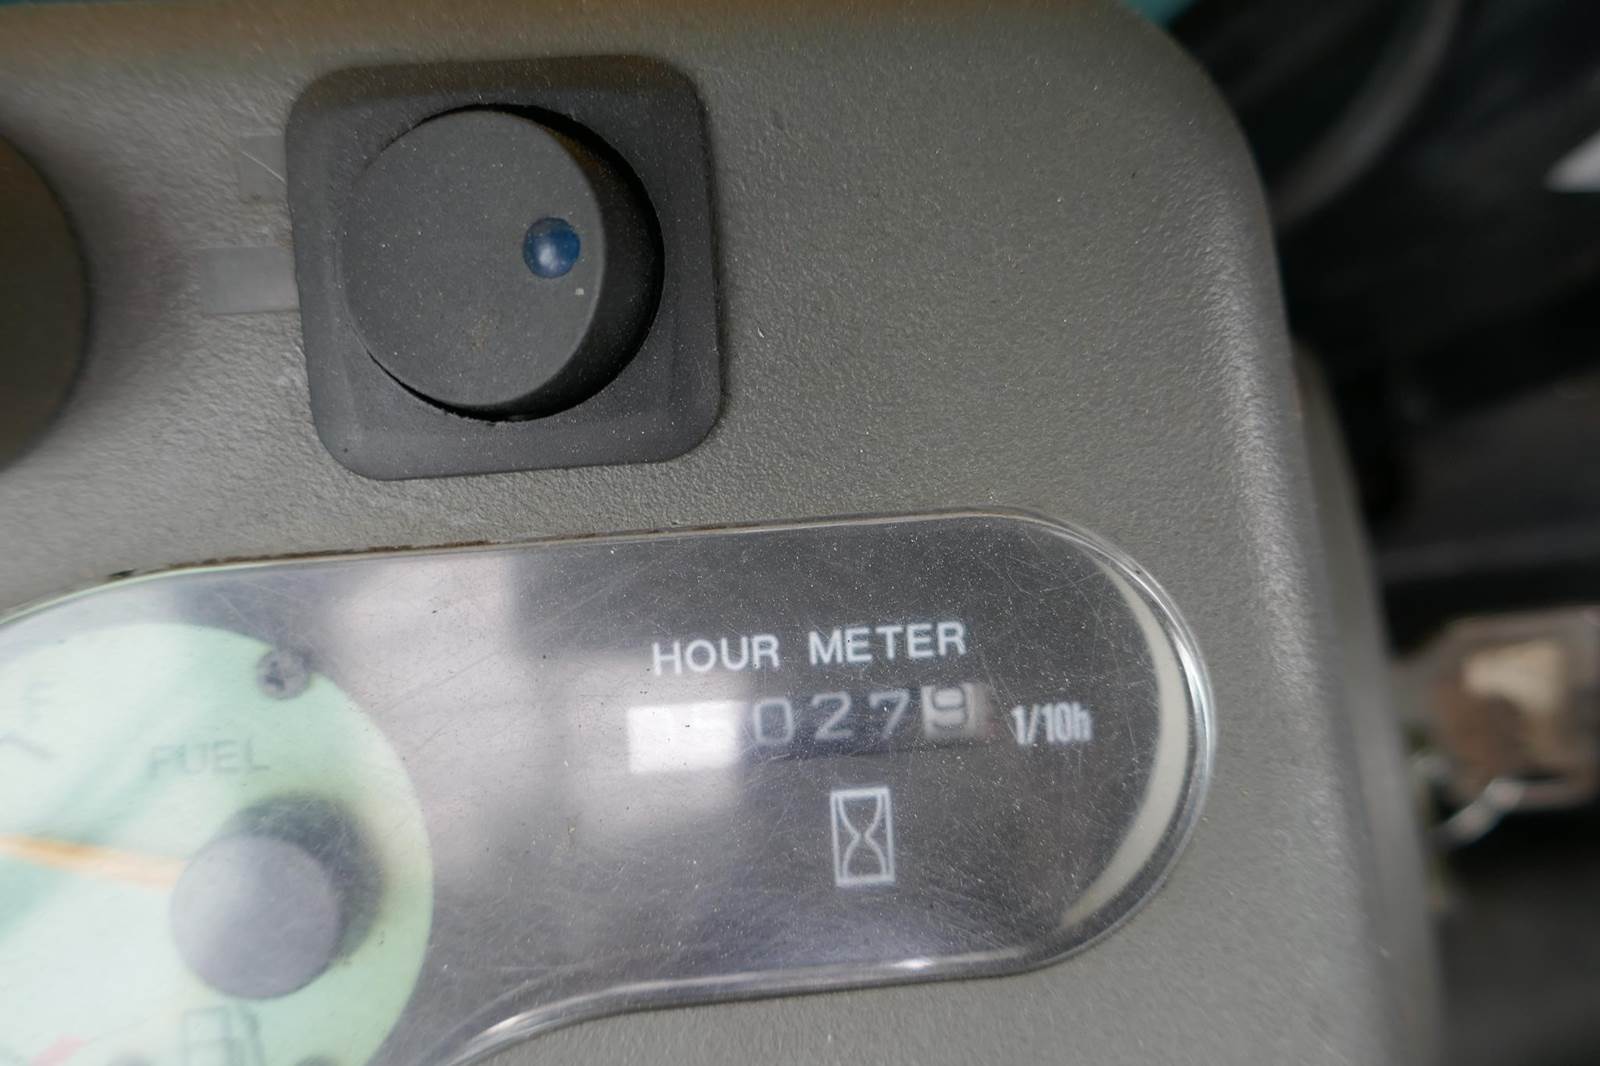 HOUR METER
0279 1/10h
F
FUEL